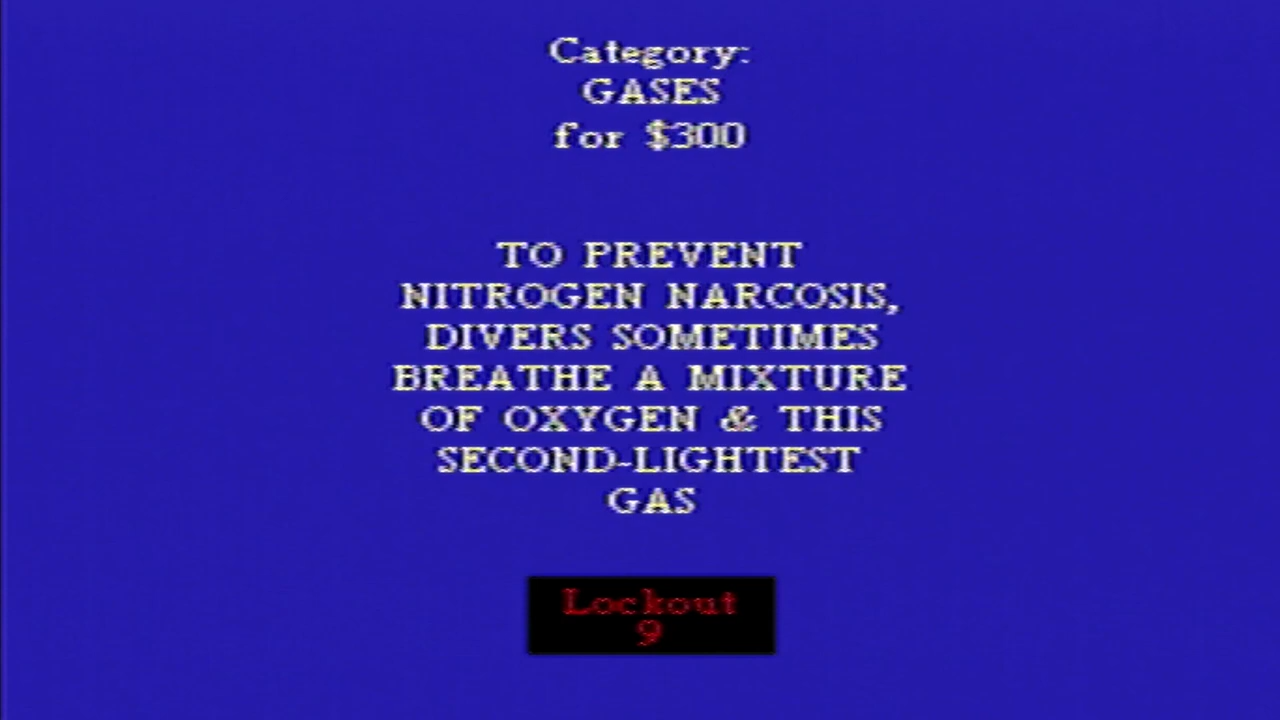 Category:
GASES
for $300
TO PREVENT
NITROGEN NARCOSIS,
DIVERS SOMETIMES
BREATHE A MIXTURE
OF OXYGEN & THIS
SECOND-LIGHTEST
GAS
Lockout
9